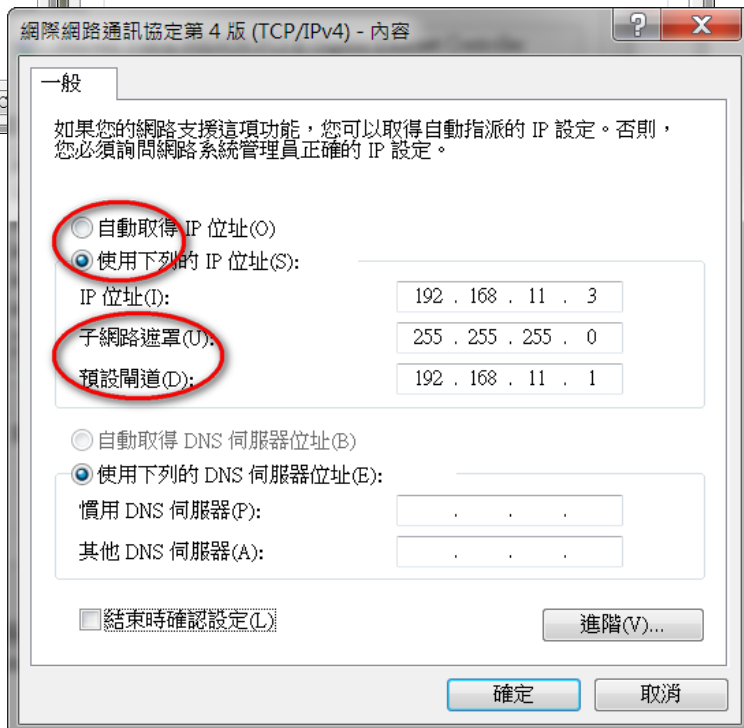 網際網路通訊協定第 4 版 (TCP/IPv4) - 內容
一般
如果您的網路支援這項功能，您可以取得自動指派的 IP 設定。否則，
您必須詢問網路系統管理員正確的 IP 設定。
自動取得 IP 位址(O)
使用下列的 IP 位址(S):
IP 位址(I): 192 . 168 . 11 . 3
子網路遮罩(U): 255 . 255 . 255 . 0
預設閘道(D): 192 . 168 . 11 . 1
自動取得 DNS 伺服器位址(B)
使用下列的 DNS 伺服器位址(E):
慣用 DNS 伺服器(P): . . .
其他 DNS 伺服器(A): . . .
結束時確認設定(L)
進階(V)...
確定 取消